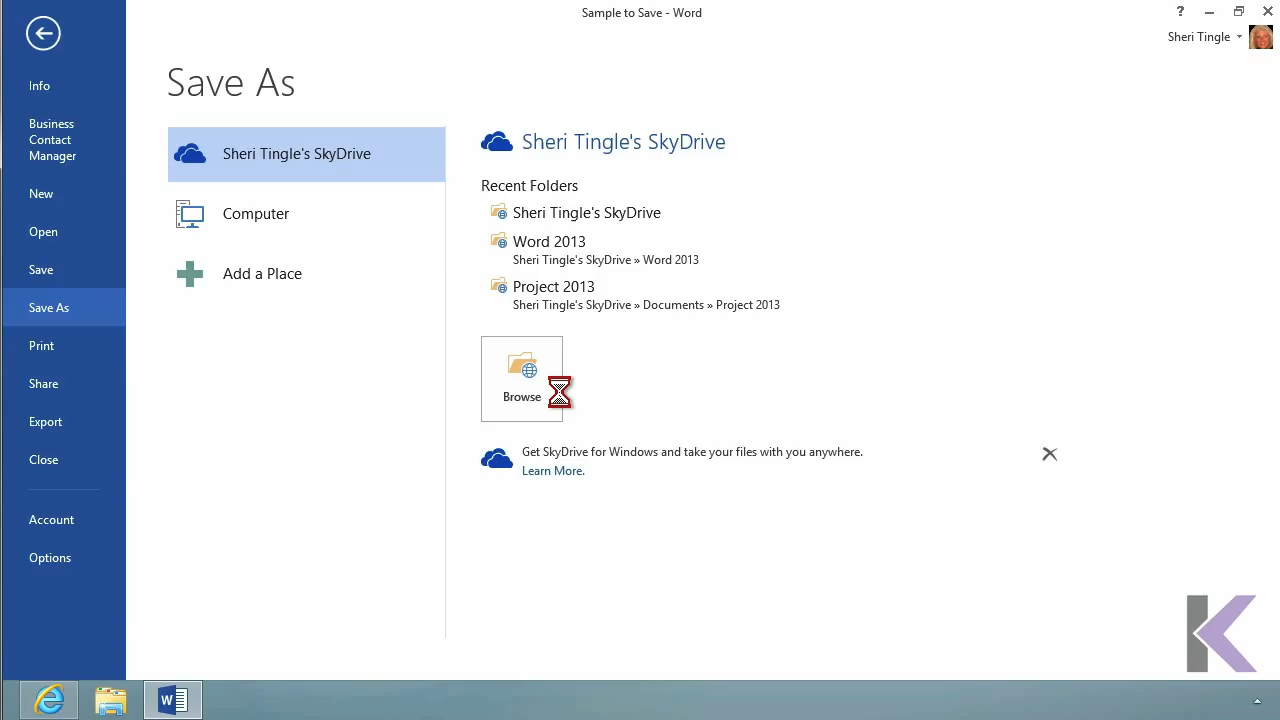 Sample to Save - Word
?
Sheri Tingle
Info
Business
Contact
Manager
New
Open
Save
Save As
Print
Share
Export
Close
Account
Options
Save As
Sheri Tingle's SkyDrive
Computer
Add a Place
Sheri Tingle's SkyDrive
Recent Folders
Sheri Tingle's SkyDrive
Word 2013
Sheri Tingle's SkyDrive » Word 2013
Project 2013
Sheri Tingle's SkyDrive » Documents » Project 2013
Browse
Get SkyDrive for Windows and take your files with you anywhere.
Learn More.
K
W